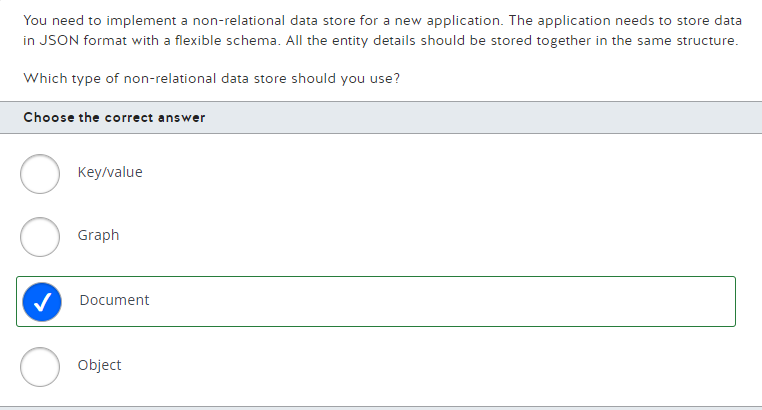 You need to implement a non-relational data store for a new application. The application needs to store data
in JSON format with a flexible schema. All the entity details should be stored together in the same structure.
Which type of non-relational data store should you use?
Choose the correct answer
Key/value
Graph
Document
Object